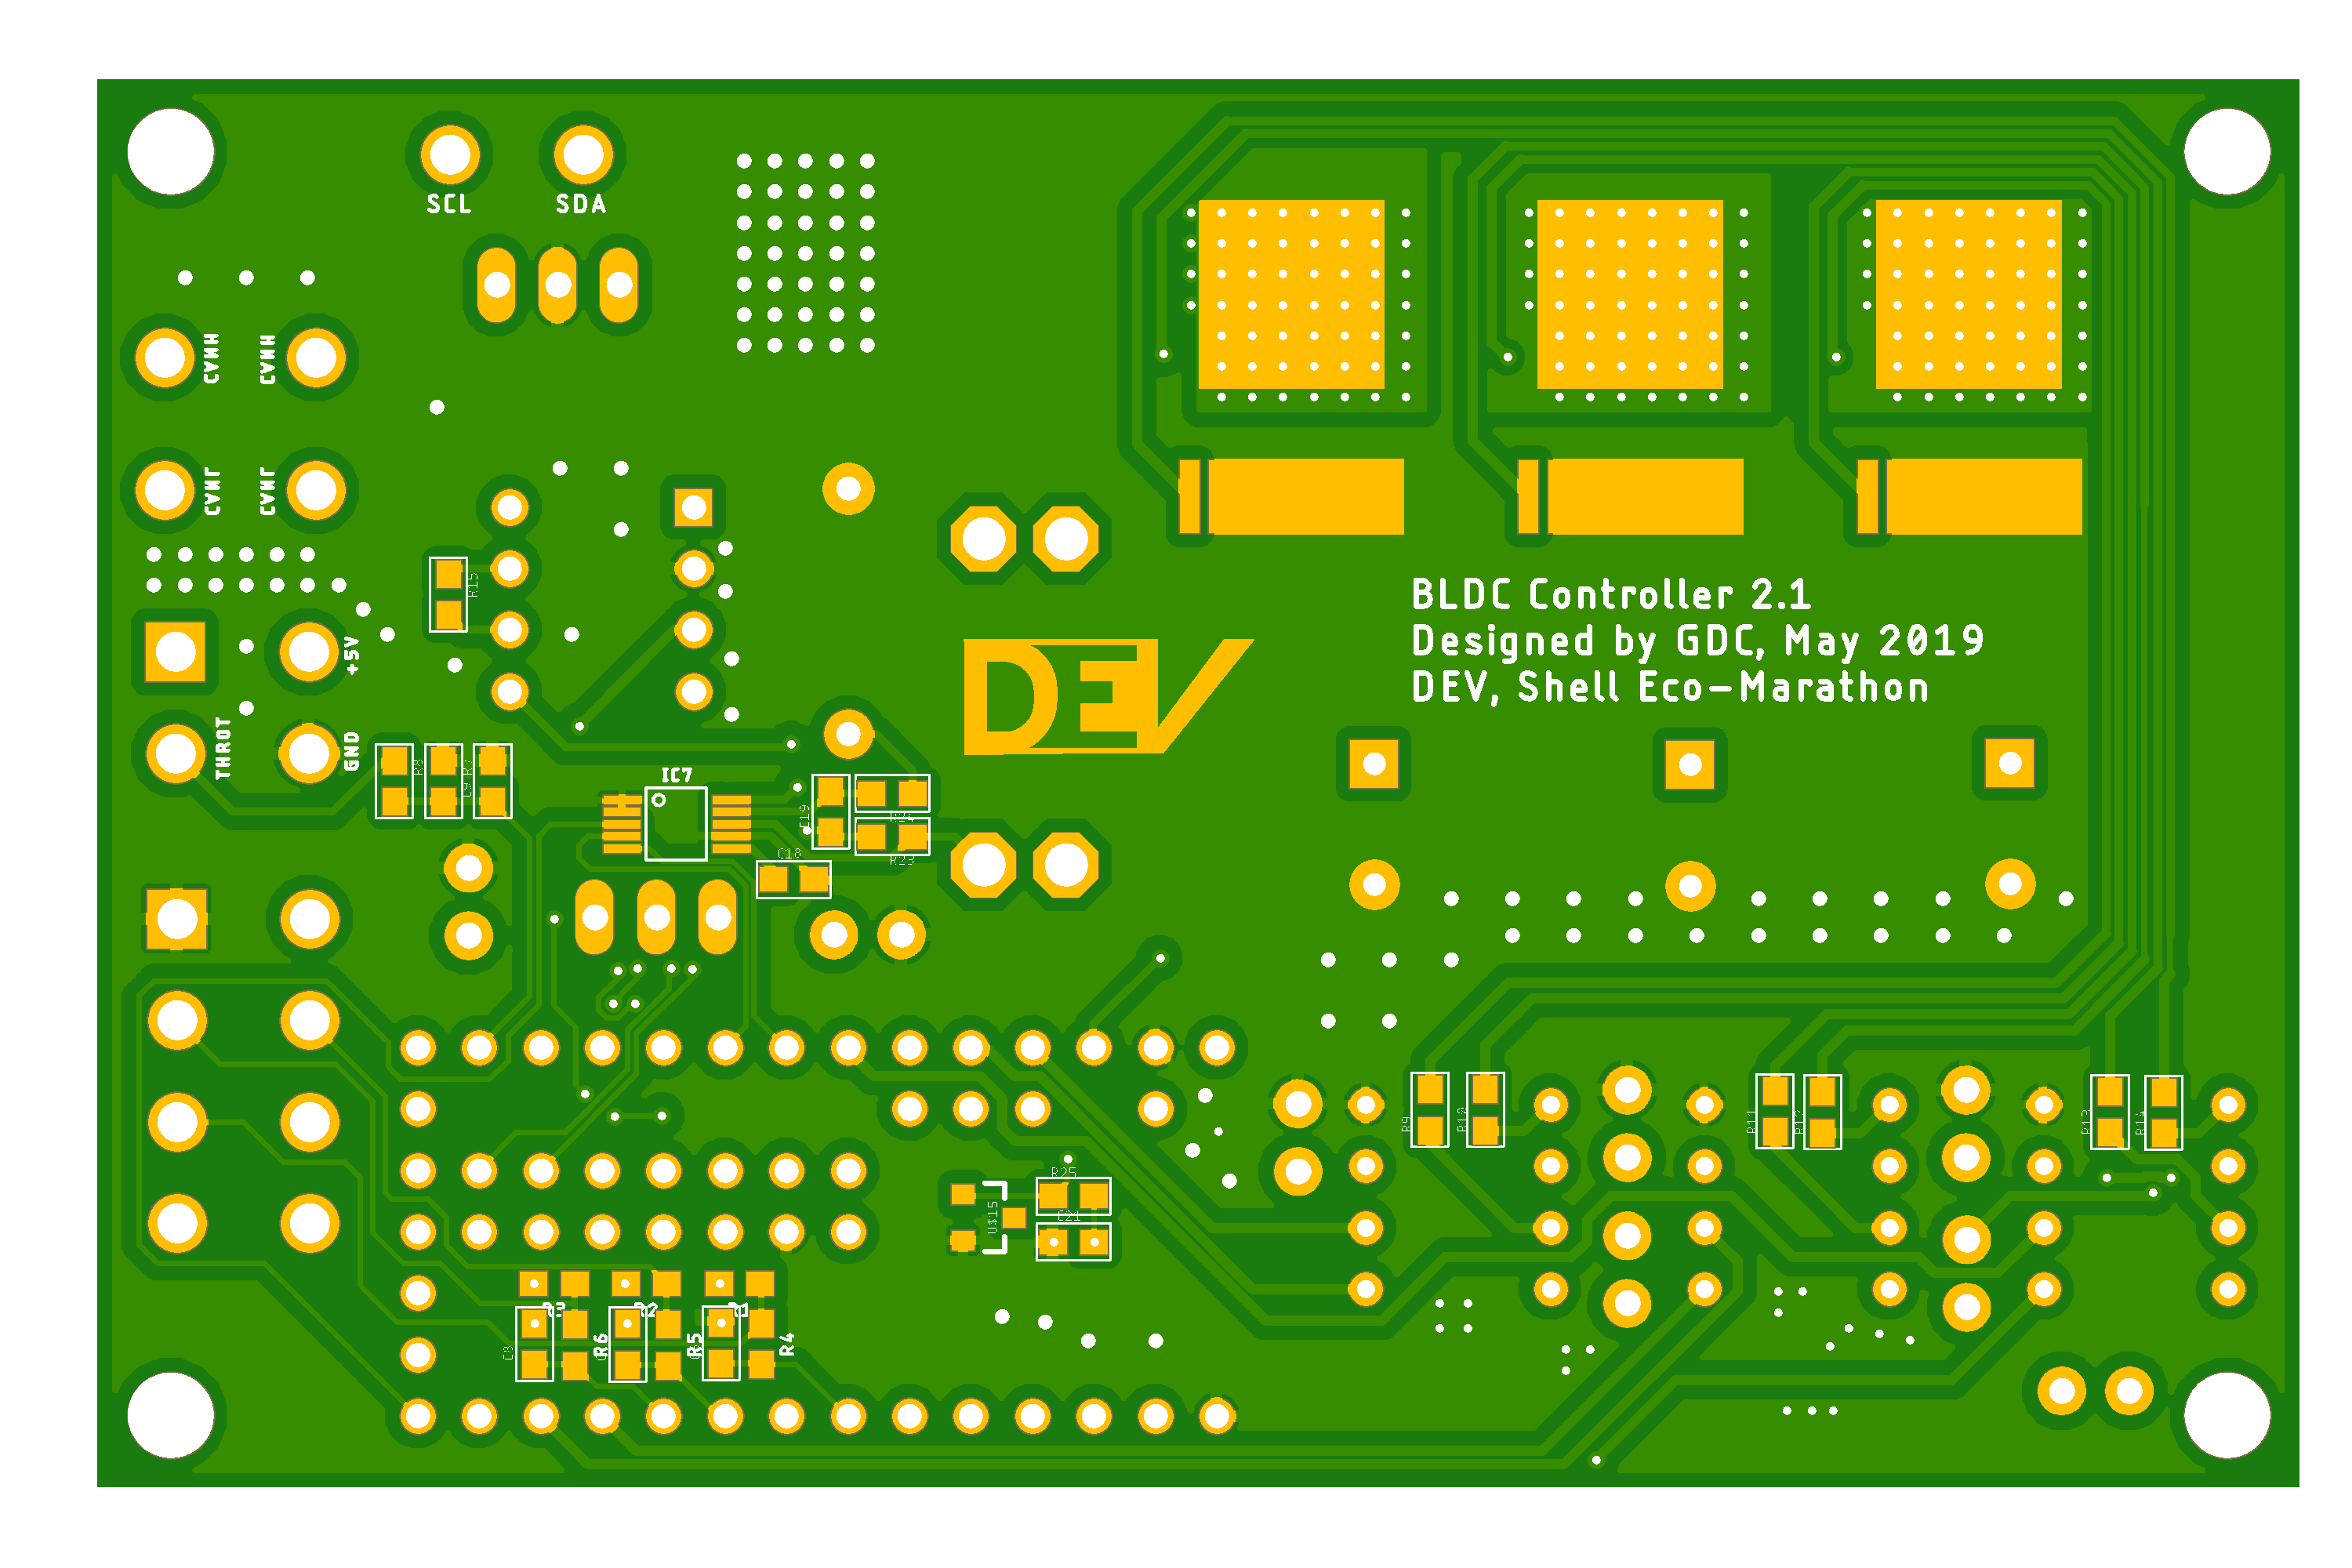 SCL SDA
CANH CANH
CANL CANL
R15
+5V
BLDC Controller 2.1
Designed by GDC, May 2019
DEV, Shell Eco-Marathon
DEV
THROT GND
R8 C9 R7
IC7
C19
R24
R23
C18
R9 R10 R11 R12 R13 R14
R25
U$15
C21
R3 R2 R1
C8 R6 R5 R4